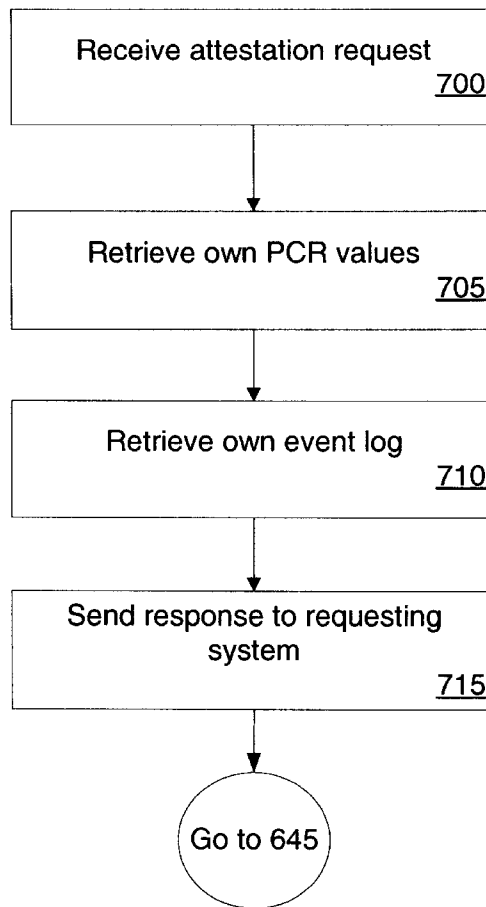 Receive attestation request
700
Retrieve own PCR values
705
Retrieve own event log
710
Send response to requesting
system
715
Go to 645